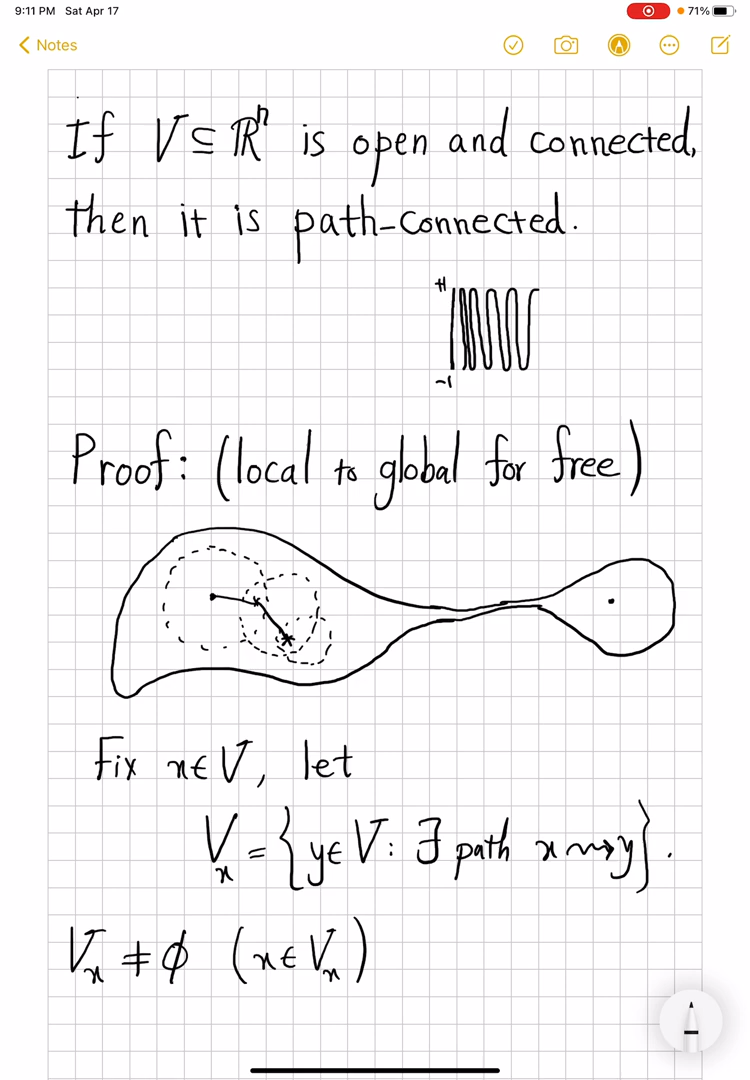 9:11 PM Sat Apr 17
71%
Notes
If V ⊆ ℝⁿ is open and connected,
then it is path-connected.
+1
-1
Proof: (local to global for free)
Fix x∈V, let
Vₓ = {y∈V: ∃ path x ⇝ y}.
Vₓ ≠ ϕ (x∈Vₓ)